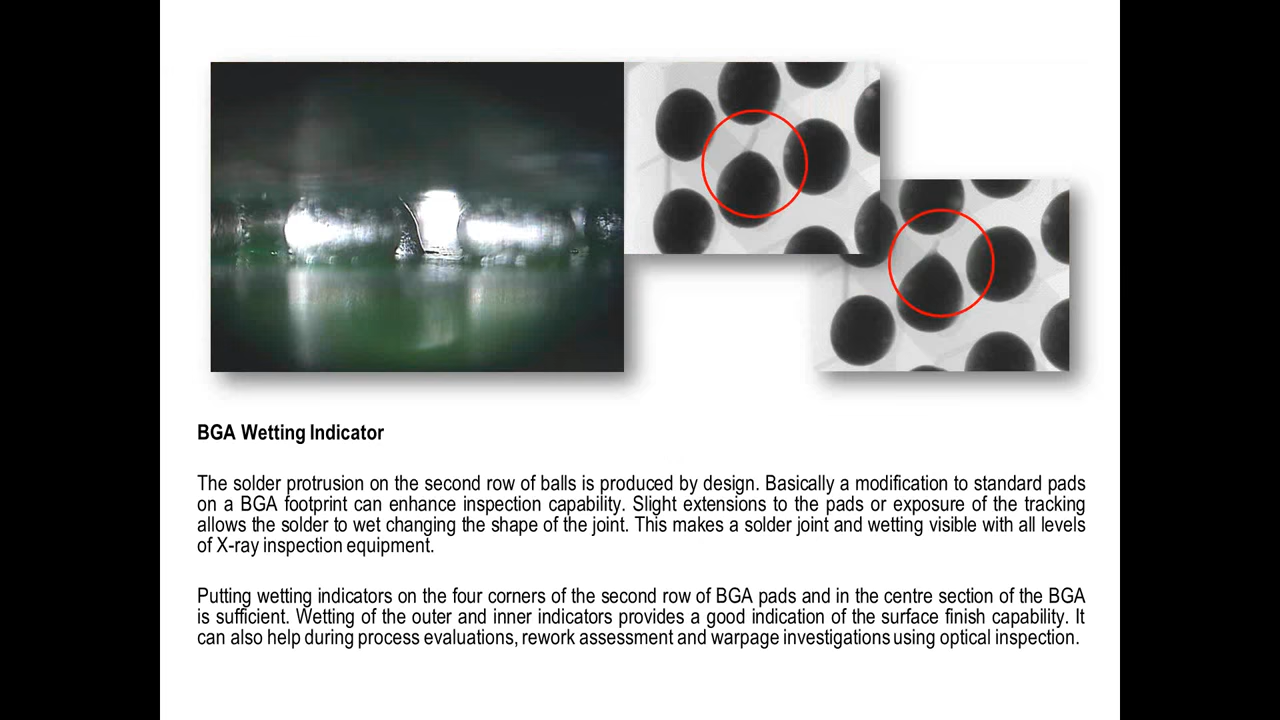 BGA Wetting Indicator
The solder protrusion on the second row of balls is produced by design. Basically a modification to standard pads
on a BGA footprint can enhance inspection capability. Slight extensions to the pads or exposure of the tracking
allows the solder to wet changing the shape of the joint. This makes a solder joint and wetting visible with all levels
of X-ray inspection equipment.
Putting wetting indicators on the four corners of the second row of BGA pads and in the centre section of the BGA
is sufficient. Wetting of the outer and inner indicators provides a good indication of the surface finish capability. It
can also help during process evaluations, rework assessment and warpage investigations using optical inspection.